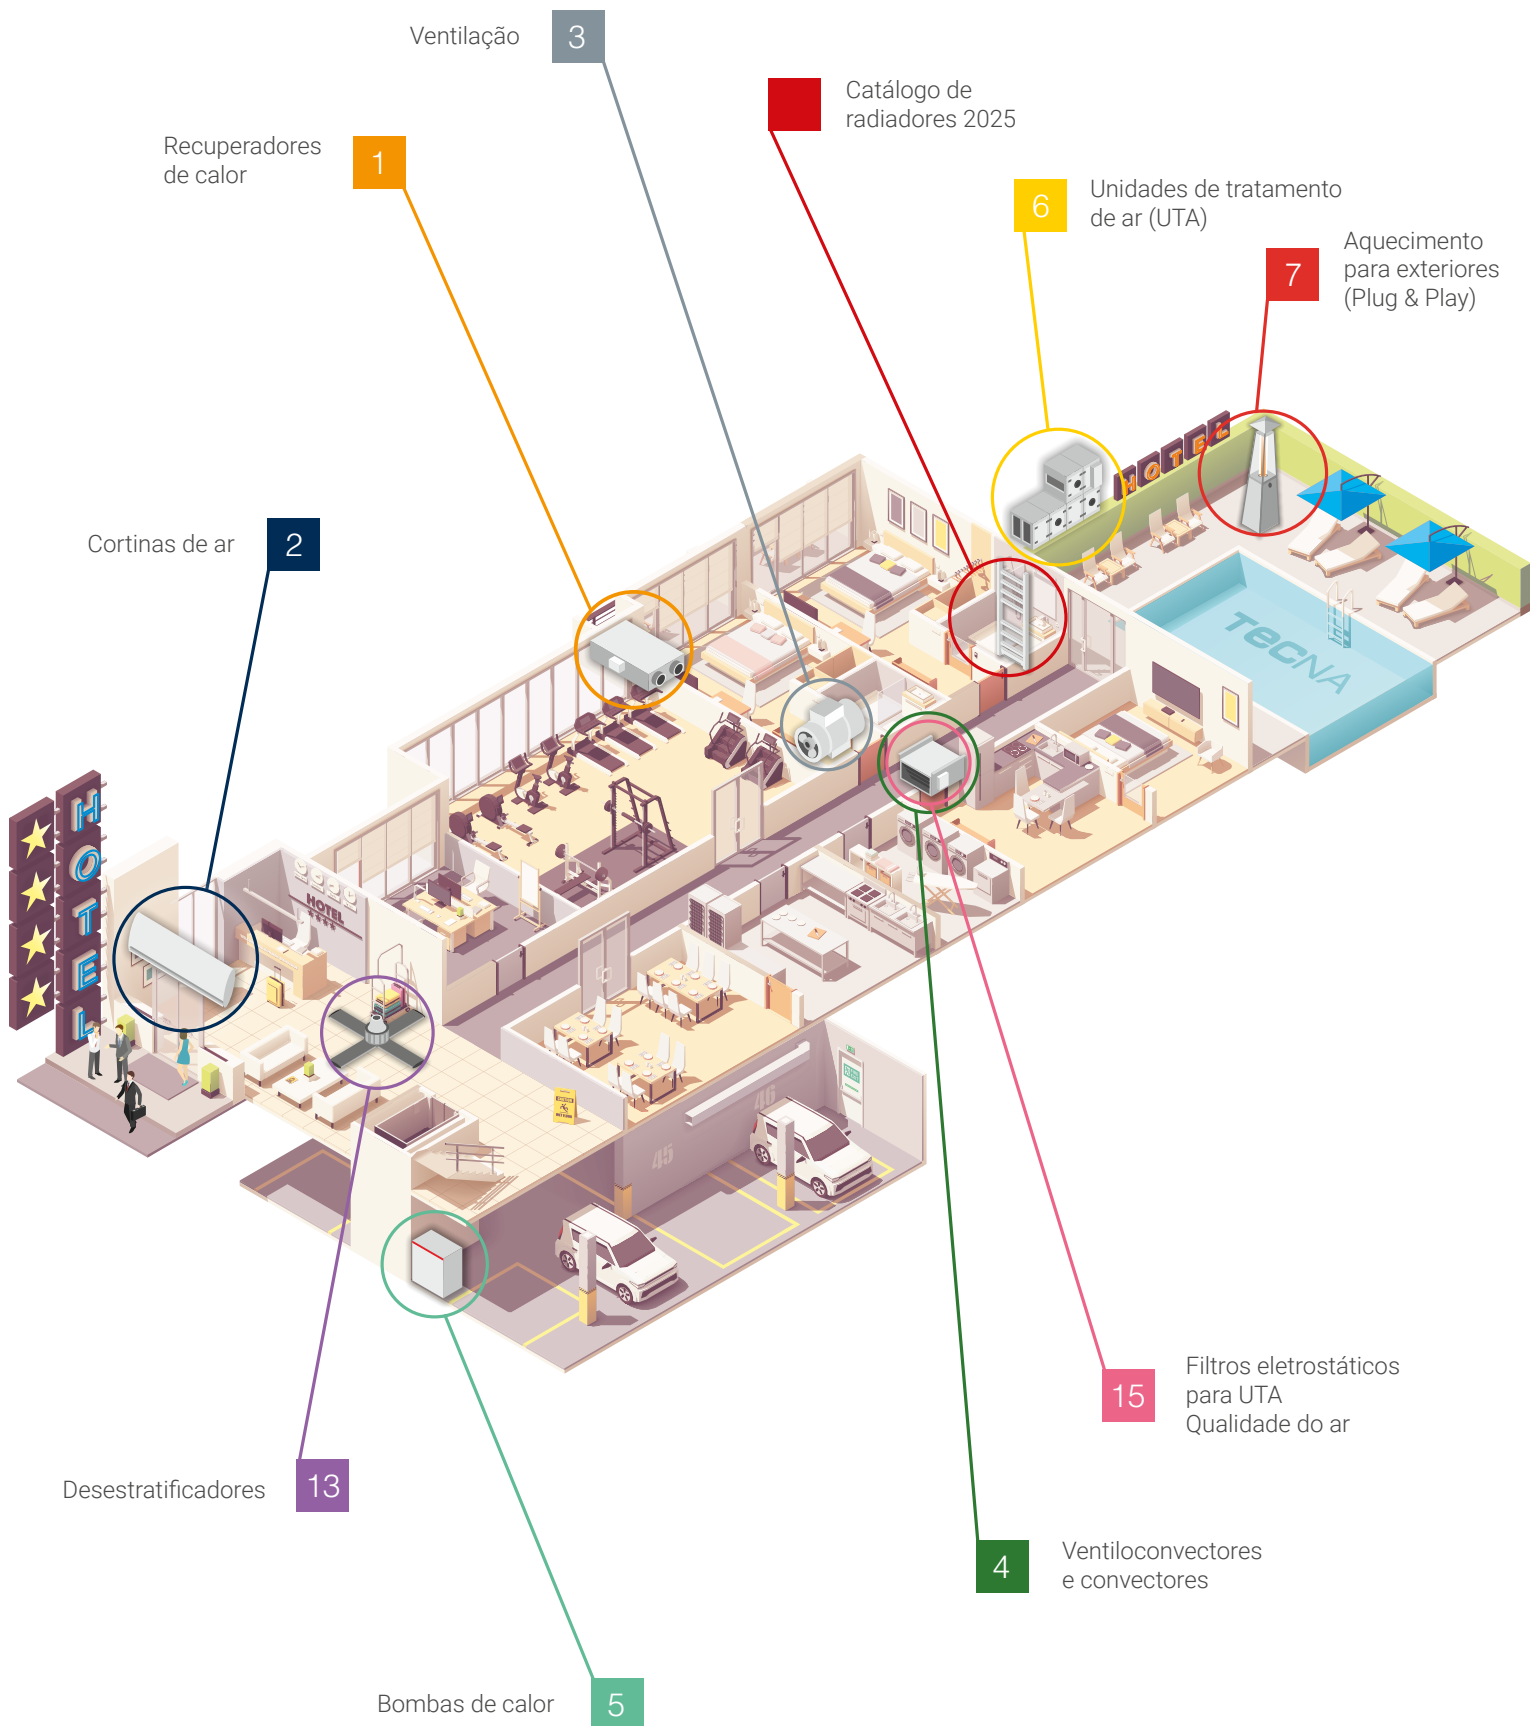 Ventilação
3
Catálogo de
radiadores 2025
Recuperadores
de calor
1
6
Unidades de tratamento
de ar (UTA)
7
Aquecimento
para exteriores
(Plug & Play)
HOTEL
Cortinas de ar
2
TECNA
HOTEL
HOTEL
45
46
15
Filtros eletrostáticos
para UTA
Qualidade do ar
Desestratificadores
13
4
Ventiloconvectores
e convectores
Bombas de calor
5